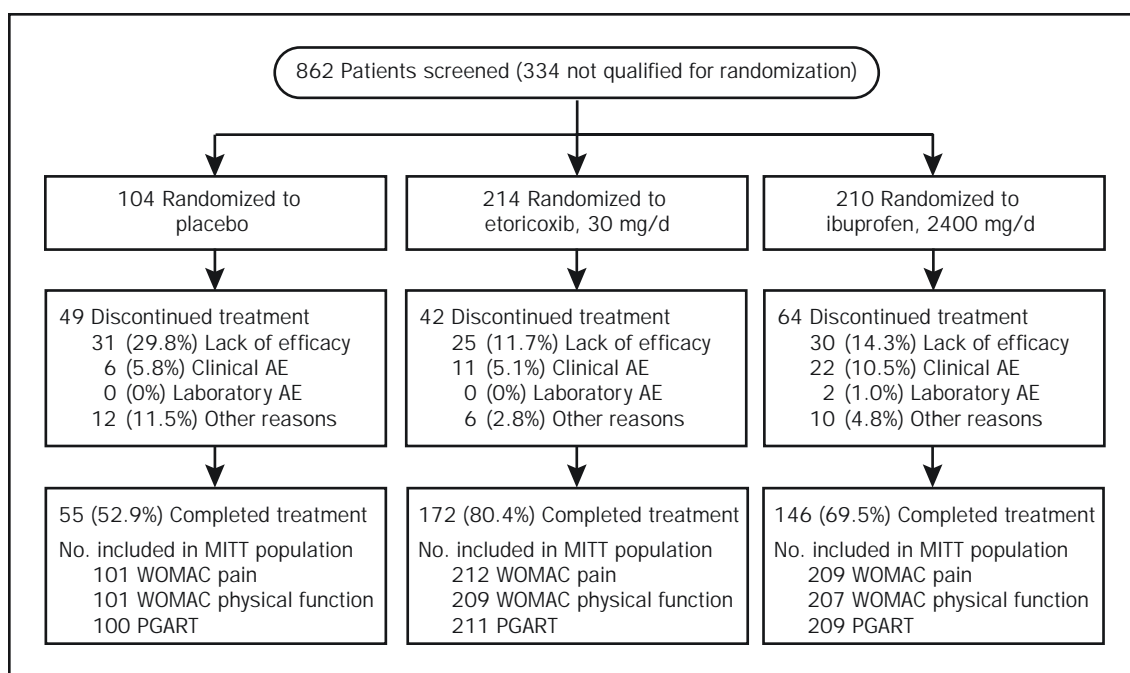 862 Patients screened (334 not qualified for randomization)
104 Randomized to
placebo
214 Randomized to
etoricoxib, 30 mg/d
210 Randomized to
ibuprofen, 2400 mg/d
49 Discontinued treatment
31 (29.8%) Lack of efficacy
6 (5.8%) Clinical AE
0 (0%) Laboratory AE
12 (11.5%) Other reasons
42 Discontinued treatment
25 (11.7%) Lack of efficacy
11 (5.1%) Clinical AE
0 (0%) Laboratory AE
6 (2.8%) Other reasons
64 Discontinued treatment
30 (14.3%) Lack of efficacy
22 (10.5%) Clinical AE
2 (1.0%) Laboratory AE
10 (4.8%) Other reasons
55 (52.9%) Completed treatment
No. included in MITT population
101 WOMAC pain
101 WOMAC physical function
100 PGART
172 (80.4%) Completed treatment
No. included in MITT population
212 WOMAC pain
209 WOMAC physical function
211 PGART
146 (69.5%) Completed treatment
No. included in MITT population
209 WOMAC pain
207 WOMAC physical function
209 PGART